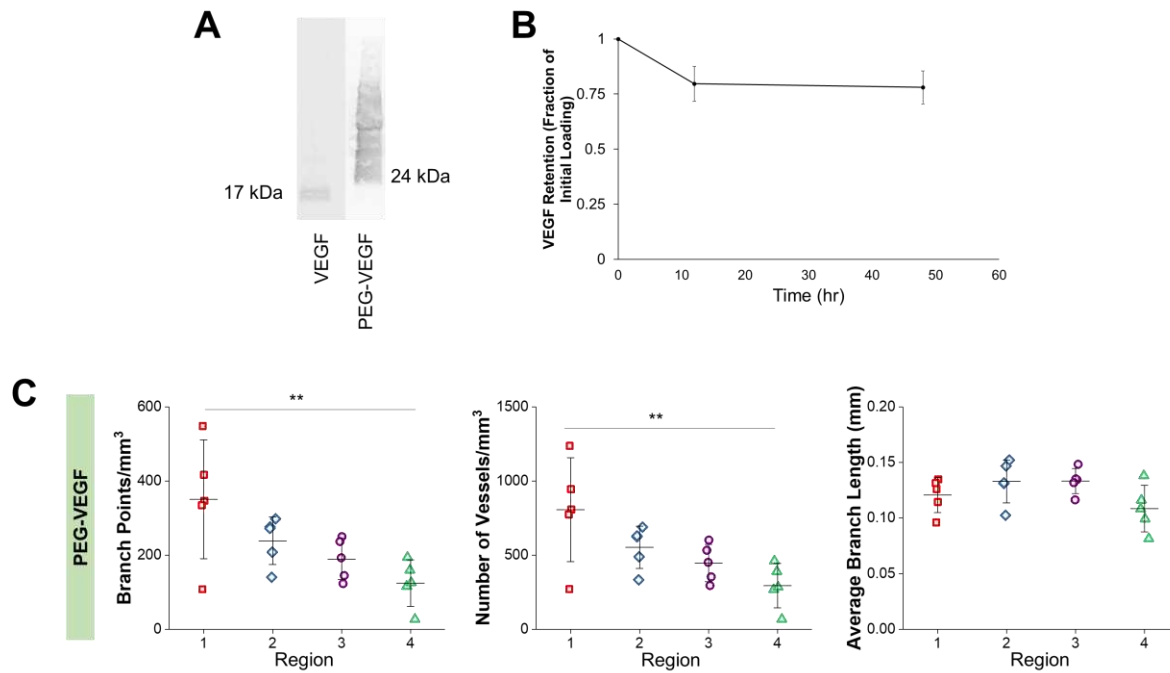 A
17 kDa
24 kDa
VEGF
PEG-VEGF
B
VEGF Retention (Fraction of
Initial Loading)
1
0.75
0.5
0.25
0
0
10
20
30
40
50
60
Time (hr)
C
PEG-VEGF
Branch Points/mm³
600
400
200
0
**
1
2
3
4
Region
Number of Vessels/mm³
1500
1000
500
0
**
1
2
3
4
Region
Average Branch Length (mm)
0.20
0.15
0.10
0.05
0.00
1
2
3
4
Region